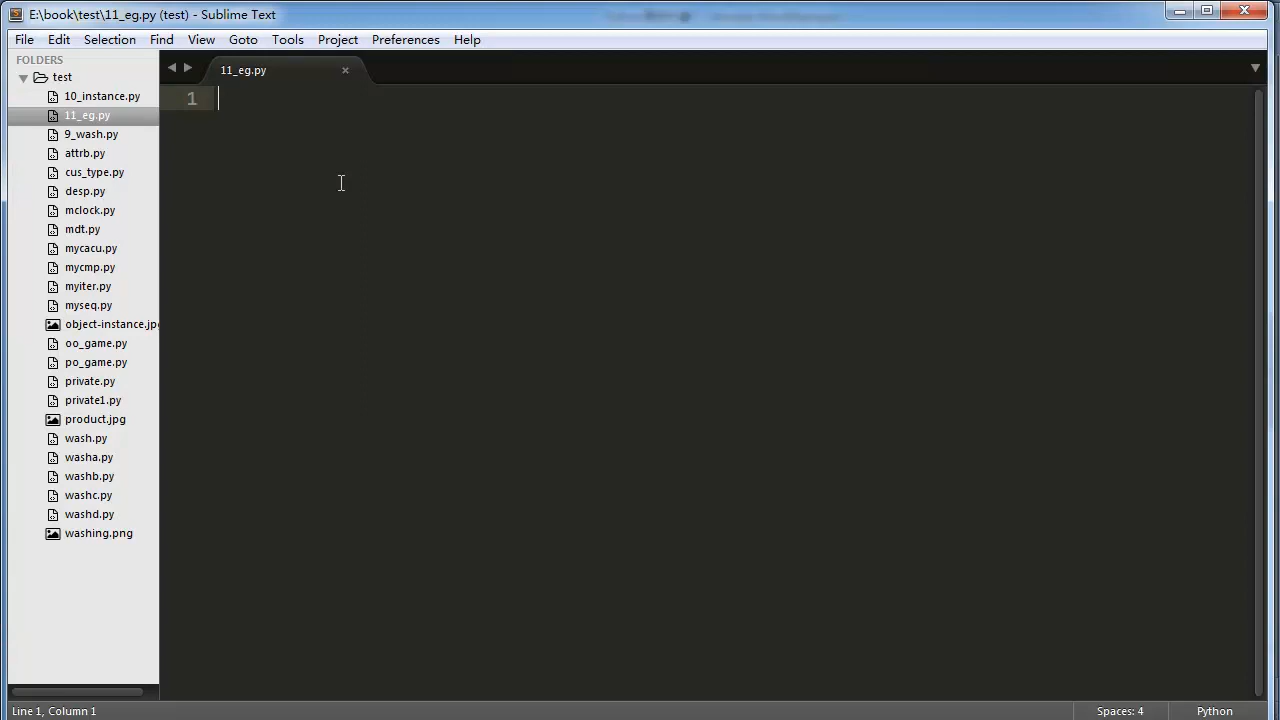 E:\book\test\11_eg.py (test) - Sublime Text
File Edit Selection Find View Goto Tools Project Preferences Help
FOLDERS
test
10_instance.py
11_eg.py
9_wash.py
attrb.py
cus_type.py
desp.py
mclock.py
mdt.py
mycacu.py
mycmp.py
myiter.py
myseq.py
object-instance.jpg
oo_game.py
po_game.py
private.py
private1.py
product.jpg
wash.py
washa.py
washb.py
washc.py
washd.py
washing.png
11_eg.py
1
Line 1, Column 1
Spaces: 4
Python